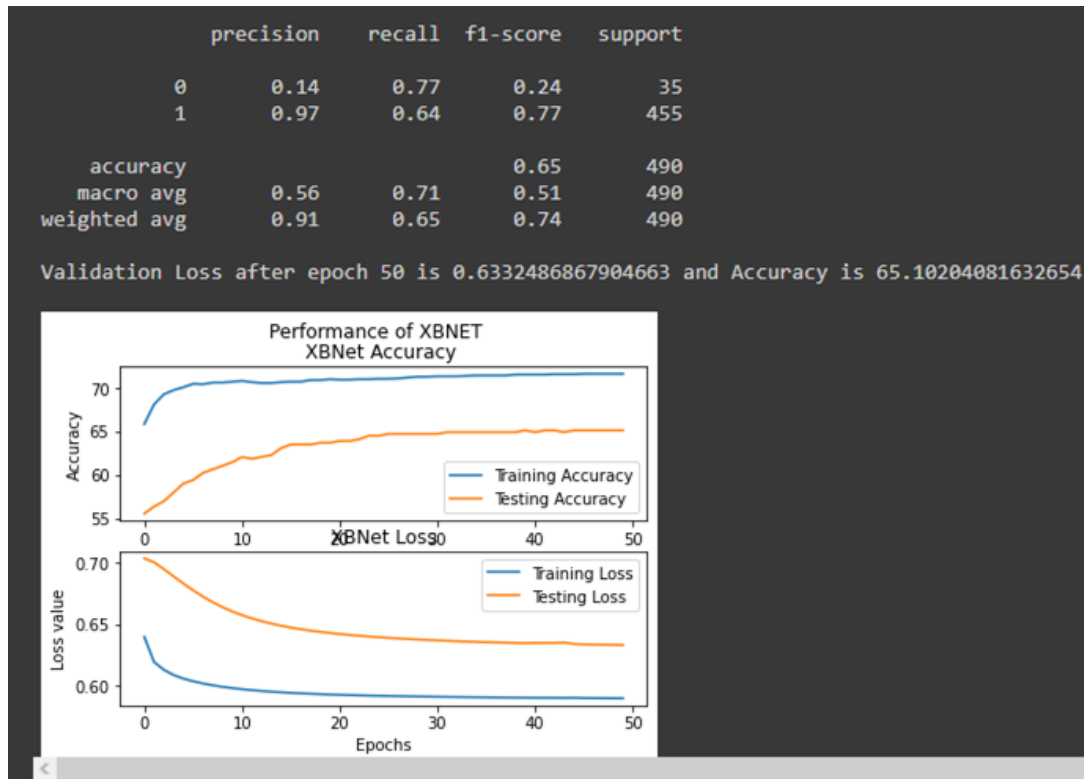 precision recall f1-score support
0 0.14 0.77 0.24 35
1 0.97 0.64 0.77 455
accuracy 0.65 490
macro avg 0.56 0.71 0.51 490
weighted avg 0.91 0.65 0.74 490
Validation Loss after epoch 50 is 0.6332486867904663 and Accuracy is 65.10204081632654
Performance of XBNET
XBNet Accuracy
Accuracy
70
65
60
55
Training Accuracy
Testing Accuracy
0 10 20 30 40 50
XBNet Loss
Loss value
0.70
0.65
0.60
Training Loss
Testing Loss
0 10 20 30 40 50
Epochs